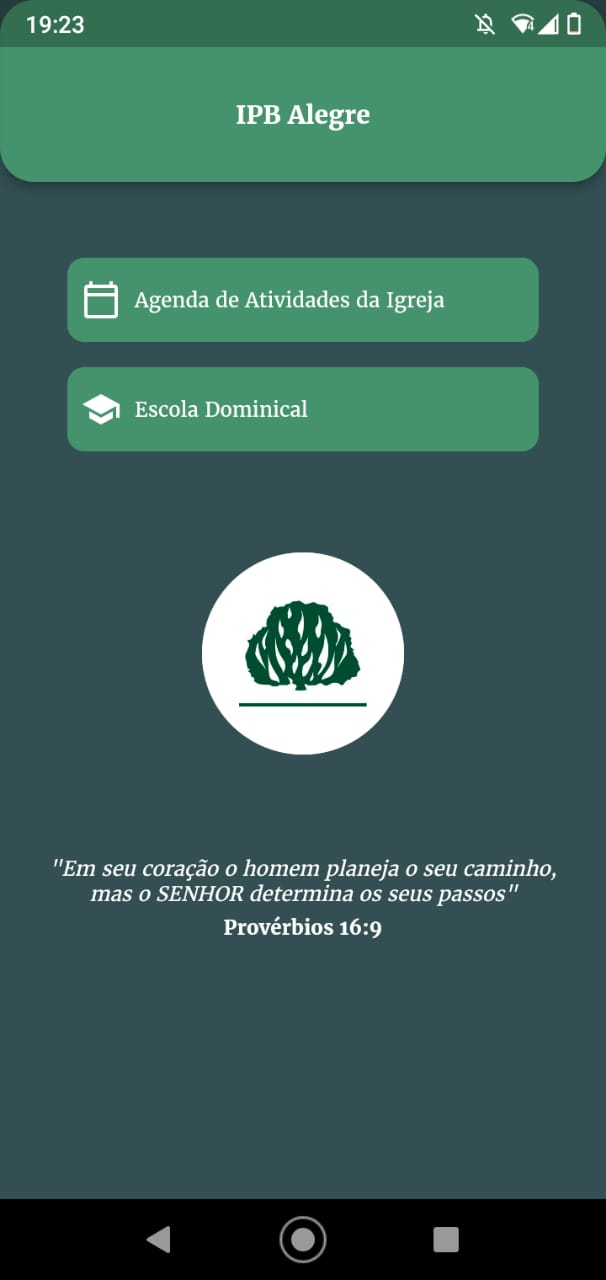 19:23
IPB Alegre
Agenda de Atividades da Igreja
Escola Dominical
"Em seu coração o homem planeja o seu caminho,
mas o SENHOR determina os seus passos"
Provérbios 16:9